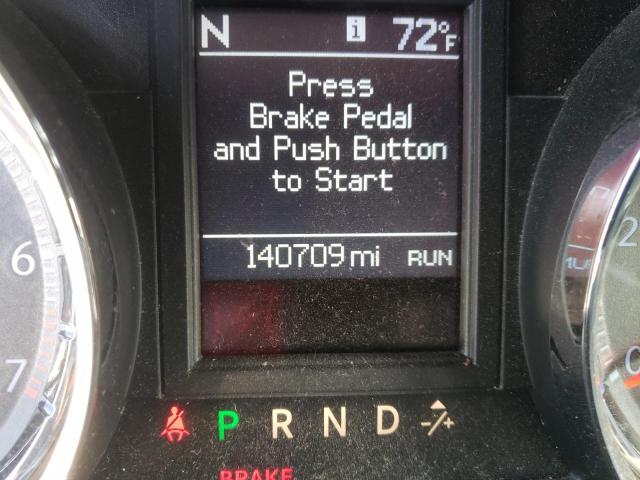 N i 72°F
Press
Brake Pedal
and Push Button
to Start
140709 mi RUN
6
7
2
P R N D -/+
BRAKE